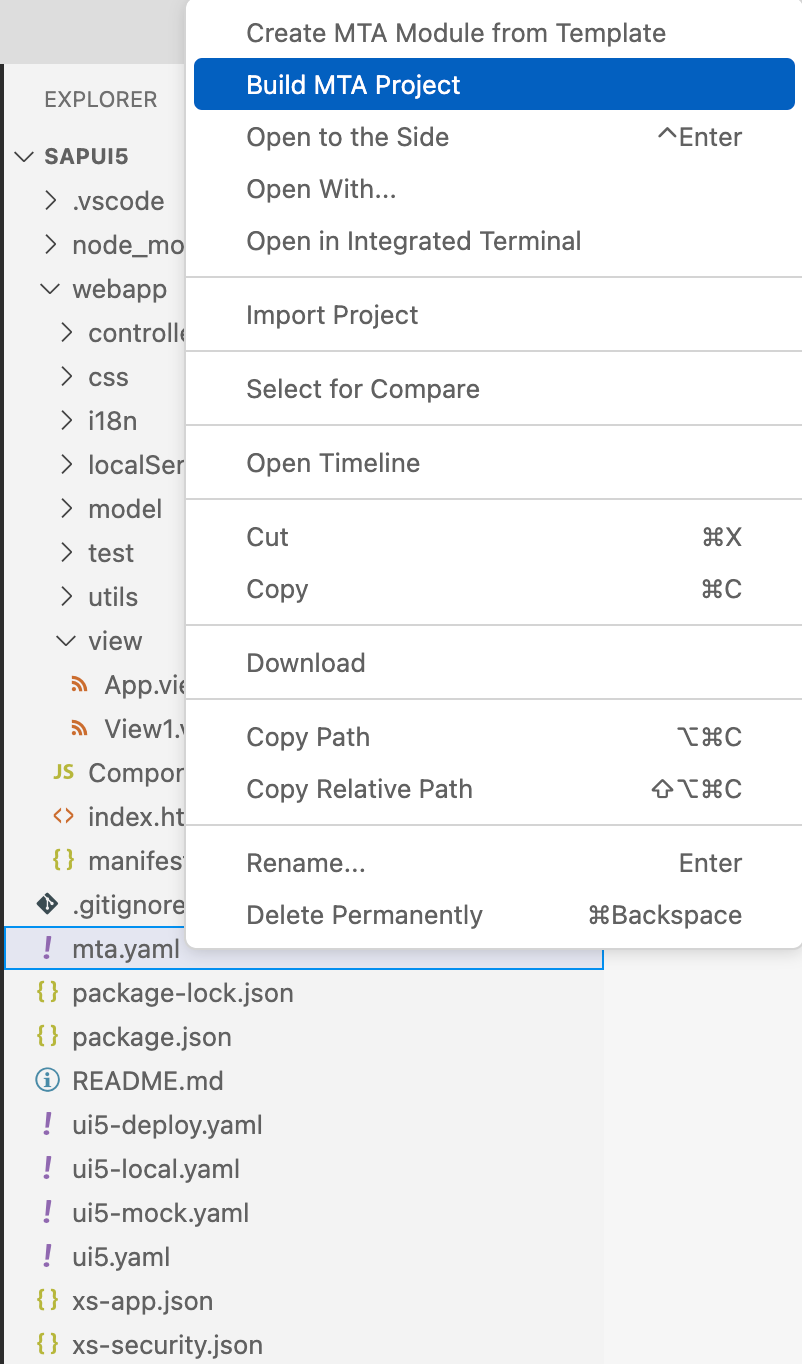 Create MTA Module from Template
Build MTA Project
Open to the Side ^Enter
Open With...
Open in Integrated Terminal
Import Project
Select for Compare
Open Timeline
Cut ⌘X
Copy ⌘C
Download
Copy Path ⌥⌘C
Copy Relative Path ⇧⌥⌘C
Rename... Enter
Delete Permanently ⌘Backspace
EXPLORER
SAPUI5
.vscode
node_mo
webapp
controlle
css
i18n
localSer
model
test
utils
view
App.vie
View1.v
JS Compor
<> index.ht
{} manifest
.gitignore
! mta.yaml
{} package-lock.json
{} package.json
README.md
! ui5-deploy.yaml
! ui5-local.yaml
! ui5-mock.yaml
! ui5.yaml
{} xs-app.json
{} xs-security.json